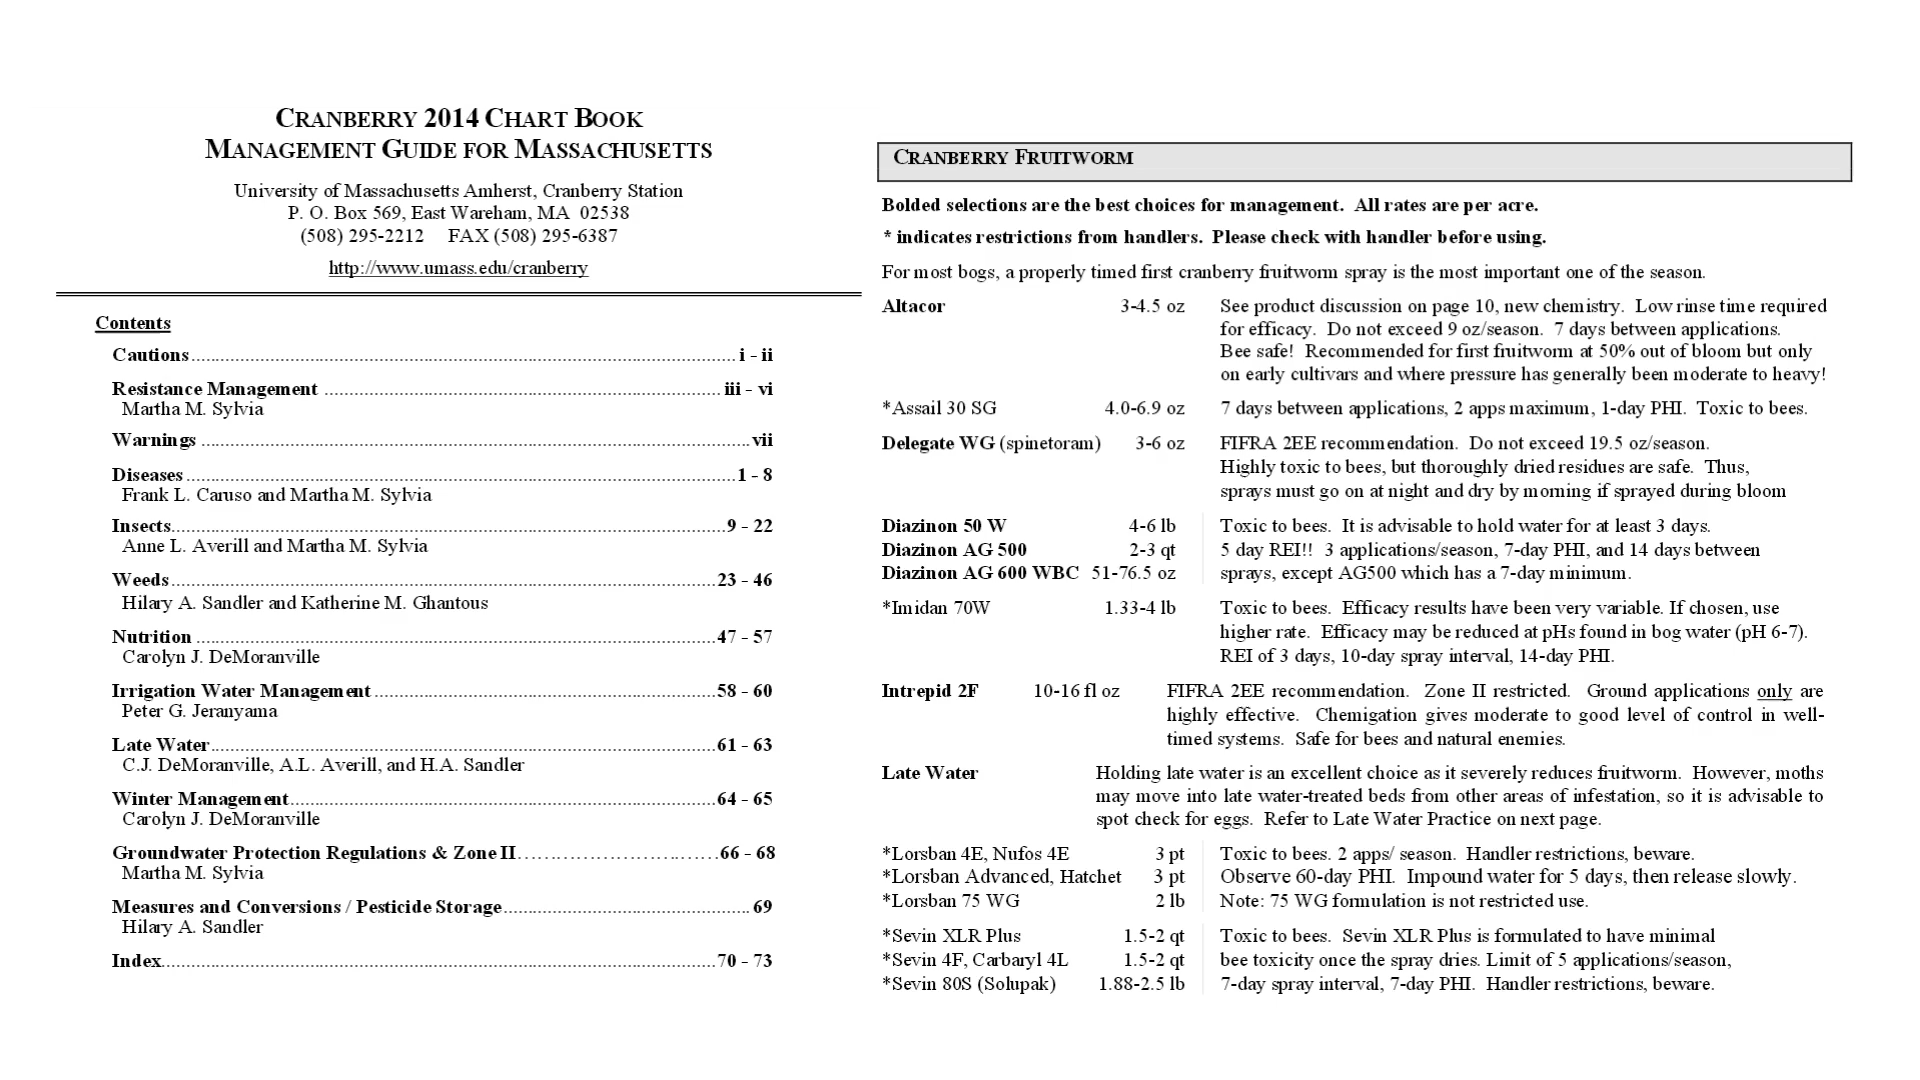 CRANBERRY 2014 CHART BOOK
MANAGEMENT GUIDE FOR MASSACHUSETTS
University of Massachusetts Amherst, Cranberry Station
P. O. Box 569, East Wareham, MA 02538
(508) 295-2212 FAX (508) 295-6387
http://www.umass.edu/cranberry
Contents
Cautions i - ii
Resistance Management iii - vi
Martha M. Sylvia
Warnings vii
Diseases 1 - 8
Frank L. Caruso and Martha M. Sylvia
Insects 9 - 22
Anne L. Averill and Martha M. Sylvia
Weeds 23 - 46
Hilary A. Sandler and Katherine M. Ghantous
Nutrition 47 - 57
Carolyn J. DeMoranville
Irrigation Water Management 58 - 60
Peter G. Jeranyama
Late Water 61 - 63
C.J. DeMoranville, A.L. Averill, and H.A. Sandler
Winter Management 64 - 65
Carolyn J. DeMoranville
Groundwater Protection Regulations & Zone II 66 - 68
Martha M. Sylvia
Measures and Conversions / Pesticide Storage 69
Hilary A. Sandler
Index 70 - 73
CRANBERRY FRUITWORM
Bolded selections are the best choices for management. All rates are per acre.
* indicates restrictions from handlers. Please check with handler before using.
For most bogs, a properly timed first cranberry fruitworm spray is the most important one of the season.
Altacor 3-4.5 oz See product discussion on page 10, new chemistry. Low rinse time required
for efficacy. Do not exceed 9 oz/season. 7 days between applications.
Bee safe! Recommended for first fruitworm at 50% out of bloom but only
on early cultivars and where pressure has generally been moderate to heavy!
*Assail 30 SG 4.0-6.9 oz 7 days between applications, 2 apps maximum, 1-day PHI. Toxic to bees.
Delegate WG (spinetoram) 3-6 oz FIFRA 2EE recommendation. Do not exceed 19.5 oz/season.
Highly toxic to bees, but thoroughly dried residues are safe. Thus,
sprays must go on at night and dry by morning if sprayed during bloom
Diazinon 50 W 4-6 lb Toxic to bees. It is advisable to hold water for at least 3 days.
Diazinon AG 500 2-3 qt 5 day REI!! 3 applications/season, 7-day PHI, and 14 days between
Diazinon AG 600 WBC 51-76.5 oz sprays, except AG500 which has a 7-day minimum.
*Imidan 70W 1.33-4 lb Toxic to bees. Efficacy results have been very variable. If chosen, use
higher rate. Efficacy may be reduced at pHs found in bog water (pH 6-7).
REI of 3 days, 10-day spray interval, 14-day PHI.
Intrepid 2F 10-16 fl oz FIFRA 2EE recommendation. Zone II restricted. Ground applications only are
highly effective. Chemigation gives moderate to good level of control in well-
timed systems. Safe for bees and natural enemies.
Late Water Holding late water is an excellent choice as it severely reduces fruitworm. However, moths
may move into late water-treated beds from other areas of infestation, so it is advisable to
spot check for eggs. Refer to Late Water Practice on next page.
*Lorsban 4E, Nufos 4E 3 pt Toxic to bees. 2 apps/ season. Handler restrictions, beware.
*Lorsban Advanced, Hatchet 3 pt Observe 60-day PHI. Impound water for 5 days, then release slowly.
*Lorsban 75 WG 2 lb Note: 75 WG formulation is not restricted use.
*Sevin XLR Plus 1.5-2 qt Toxic to bees. Sevin XLR Plus is formulated to have minimal
*Sevin 4F, Carbaryl 4L 1.5-2 qt bee toxicity once the spray dries. Limit of 5 applications/season,
*Sevin 80S (Solupak) 1.88-2.5 lb 7-day spray interval, 7-day PHI. Handler restrictions, beware.